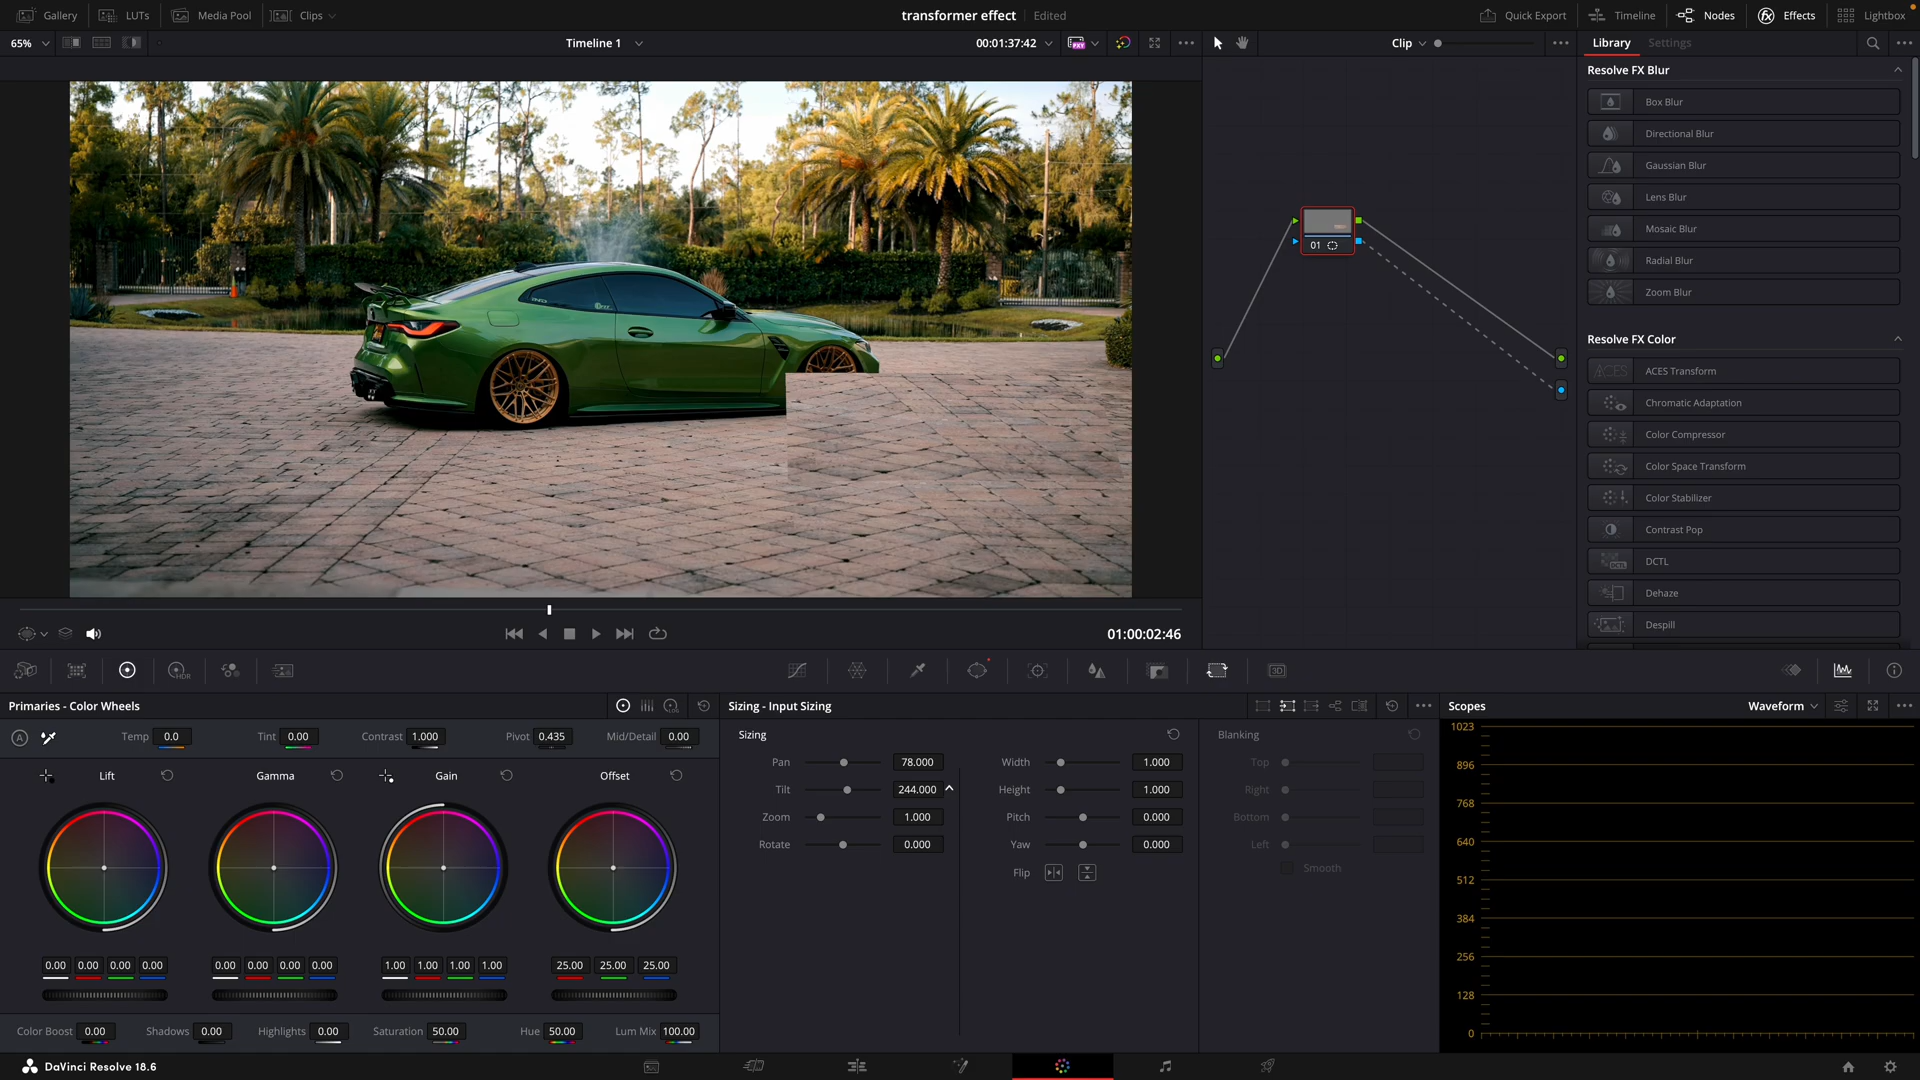 Gallery LUTs Media Pool Clips transformer effect Edited Quick Export Timeline Nodes Effects Lightbox
65% Timeline 1 00:01:37:42 PXY Clip Library Settings
Resolve FX Blur
Box Blur
Directional Blur
Gaussian Blur
Lens Blur
Mosaic Blur
Radial Blur
Zoom Blur
01
Resolve FX Color
ACES Transform
Chromatic Adaptation
Color Compressor
Color Space Transform
Color Stabilizer
Contrast Pop
DCTL
Dehaze
Despill
01:00:02:46
HDR 3D
Primaries - Color Wheels LOG Sizing - Input Sizing Scopes Waveform
A Temp 0.0 Tint 0.00 Contrast 1.000 Pivot 0.435 Mid/Detail 0.00
Lift Gamma Gain Offset
0.00 0.00 0.00 0.00 0.00 0.00 0.00 0.00 1.00 1.00 1.00 1.00 25.00 25.00 25.00
Color Boost 0.00 Shadows 0.00 Highlights 0.00 Saturation 50.00 Hue 50.00 Lum Mix 100.00
Sizing Blanking
Pan 78.000 Width 1.000 Top
Tilt 244.000 Height 1.000 Right
Zoom 1.000 Pitch 0.000 Bottom
Rotate 0.000 Yaw 0.000 Left
Flip Smooth
1023
896
768
640
512
384
256
128
0
DaVinci Resolve 18.6